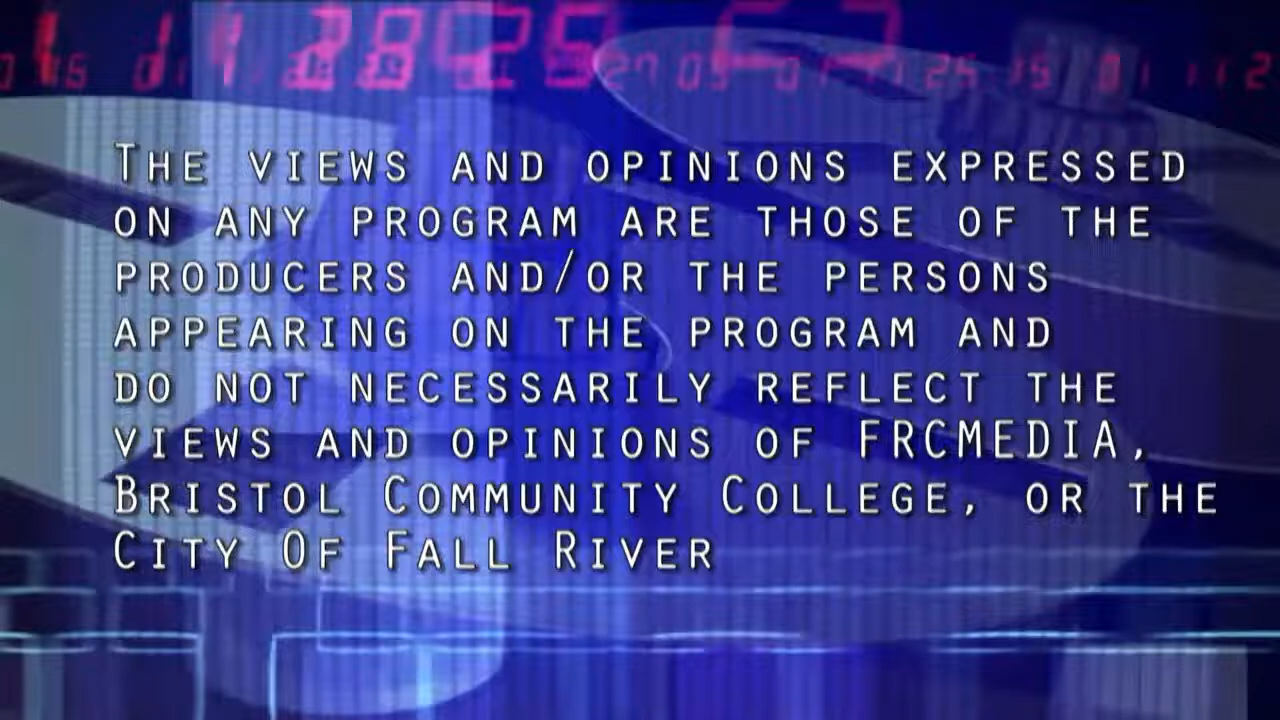 The views and opinions expressed
on any program are those of the
producers and/or the persons
appearing on the program and
do not necessarily reflect the
views and opinions of FRCMEDIA,
Bristol Community College, or the
City Of Fall River